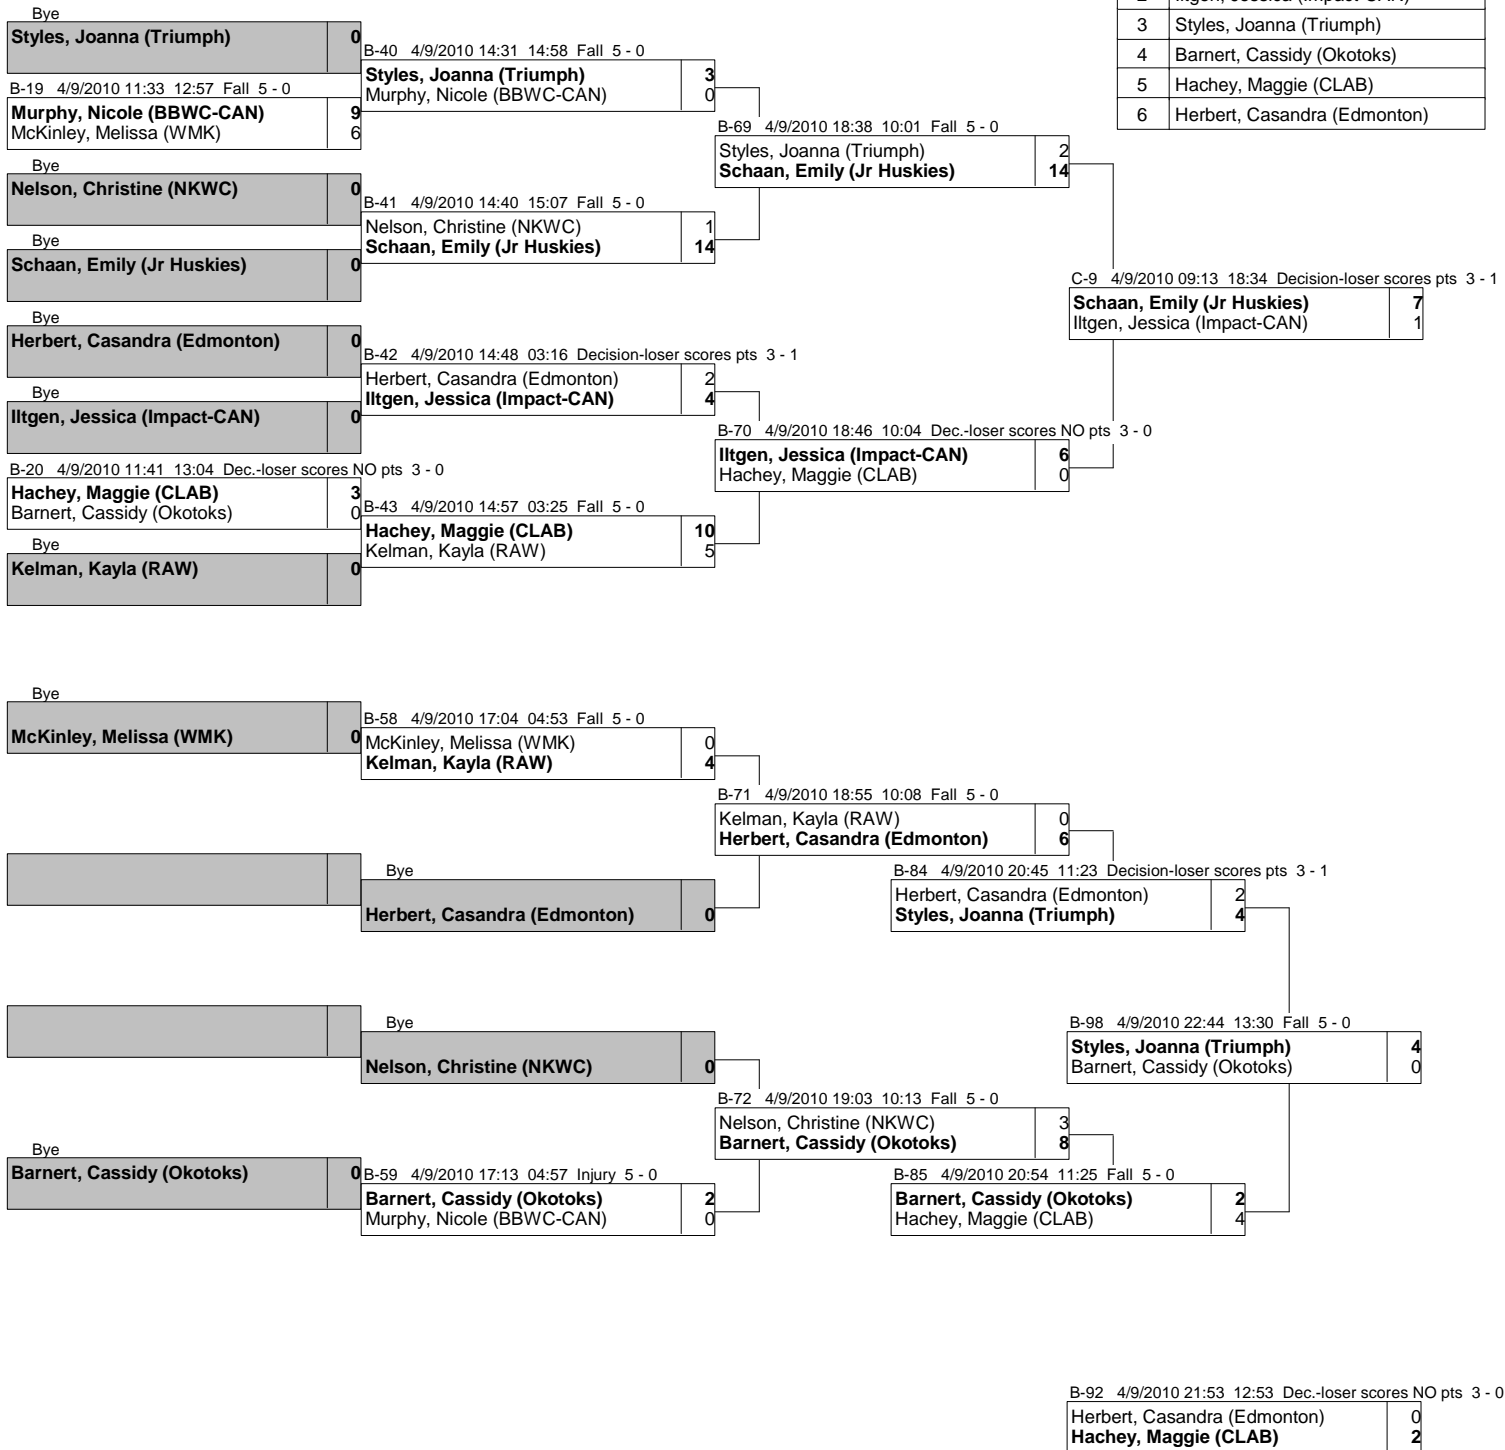 2 Iltgen, Jessica (Impact-CAN)
3 Styles, Joanna (Triumph)
4 Barnert, Cassidy (Okotoks)
5 Hachey, Maggie (CLAB)
6 Herbert, Casandra (Edmonton)
Bye
Styles, Joanna (Triumph) 0
B-19 4/9/2010 11:33 12:57 Fall 5 - 0
Murphy, Nicole (BBWC-CAN) 9
McKinley, Melissa (WMK) 6
Bye
Nelson, Christine (NKWC) 0
Bye
Schaan, Emily (Jr Huskies) 0
Bye
Herbert, Casandra (Edmonton) 0
Bye
Iltgen, Jessica (Impact-CAN) 0
B-20 4/9/2010 11:41 13:04 Dec.-loser scores NO pts 3 - 0
Hachey, Maggie (CLAB) 3
Barnert, Cassidy (Okotoks) 0
Bye
Kelman, Kayla (RAW) 0
B-40 4/9/2010 14:31 14:58 Fall 5 - 0
Styles, Joanna (Triumph) 3
Murphy, Nicole (BBWC-CAN) 0
B-41 4/9/2010 14:40 15:07 Fall 5 - 0
Nelson, Christine (NKWC) 1
Schaan, Emily (Jr Huskies) 14
B-42 4/9/2010 14:48 03:16 Decision-loser scores pts 3 - 1
Herbert, Casandra (Edmonton) 2
Iltgen, Jessica (Impact-CAN) 4
B-43 4/9/2010 14:57 03:25 Fall 5 - 0
Hachey, Maggie (CLAB) 10
Kelman, Kayla (RAW) 5
B-69 4/9/2010 18:38 10:01 Fall 5 - 0
Styles, Joanna (Triumph) 2
Schaan, Emily (Jr Huskies) 14
B-70 4/9/2010 18:46 10:04 Dec.-loser scores NO pts 3 - 0
Iltgen, Jessica (Impact-CAN) 6
Hachey, Maggie (CLAB) 0
C-9 4/9/2010 09:13 18:34 Decision-loser scores pts 3 - 1
Schaan, Emily (Jr Huskies) 7
Iltgen, Jessica (Impact-CAN) 1
Bye
McKinley, Melissa (WMK) 0
Bye
Barnert, Cassidy (Okotoks) 0
B-58 4/9/2010 17:04 04:53 Fall 5 - 0
McKinley, Melissa (WMK) 0
Kelman, Kayla (RAW) 4
Bye
Herbert, Casandra (Edmonton) 0
Bye
Nelson, Christine (NKWC) 0
B-59 4/9/2010 17:13 04:57 Injury 5 - 0
Barnert, Cassidy (Okotoks) 2
Murphy, Nicole (BBWC-CAN) 0
B-71 4/9/2010 18:55 10:08 Fall 5 - 0
Kelman, Kayla (RAW) 0
Herbert, Casandra (Edmonton) 6
B-72 4/9/2010 19:03 10:13 Fall 5 - 0
Nelson, Christine (NKWC) 3
Barnert, Cassidy (Okotoks) 8
B-84 4/9/2010 20:45 11:23 Decision-loser scores pts 3 - 1
Herbert, Casandra (Edmonton) 2
Styles, Joanna (Triumph) 4
B-85 4/9/2010 20:54 11:25 Fall 5 - 0
Barnert, Cassidy (Okotoks) 2
Hachey, Maggie (CLAB) 4
B-98 4/9/2010 22:44 13:30 Fall 5 - 0
Styles, Joanna (Triumph) 4
Barnert, Cassidy (Okotoks) 0
B-92 4/9/2010 21:53 12:53 Dec.-loser scores NO pts 3 - 0
Herbert, Casandra (Edmonton) 0
Hachey, Maggie (CLAB) 2